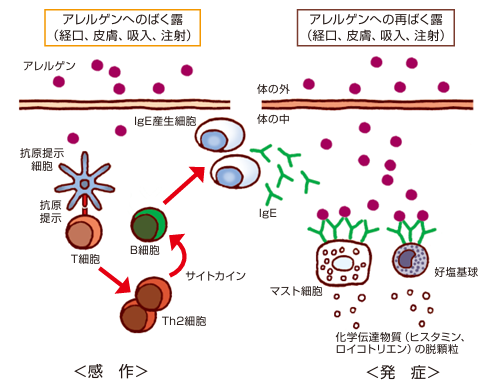 アレルゲンへのばく露
（経口、皮膚、吸入、注射）
アレルゲン
IgE産生細胞
抗原提示
細胞
抗原
提示
T細胞
B細胞
サイトカイン
Th2細胞
IgE
＜感　作＞
アレルゲンへの再ばく露
（経口、皮膚、吸入、注射）
体の外
体の中
マスト細胞
好塩基球
化学伝達物質（ヒスタミン、
ロイコトリエン）の脱顆粒
＜発　症＞